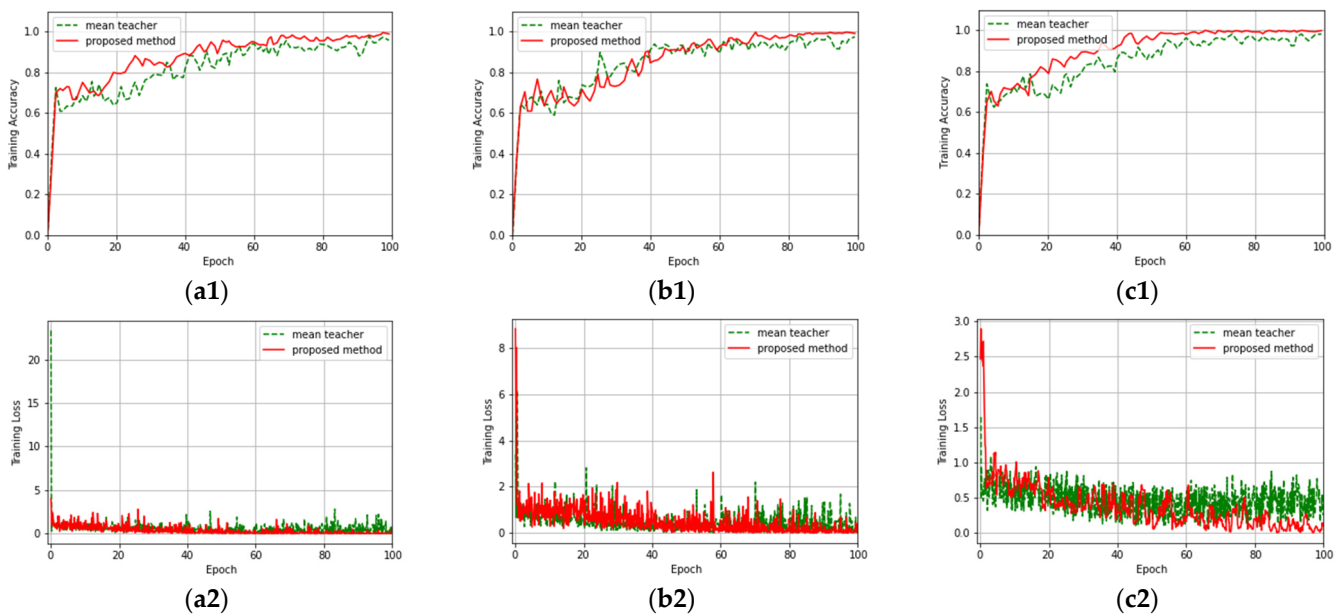 mean teacher
proposed method
1.0
0.8
0.6
0.4
0.2
0.0
Training Accuracy
0 20 40 60 80 100
Epoch
(a1)
mean teacher
proposed method
1.0
0.8
0.6
0.4
0.2
0.0
Training Accuracy
0 20 40 60 80 100
Epoch
(b1)
mean teacher
proposed method
1.0
0.8
0.6
0.4
0.2
0.0
Training Accuracy
0 20 40 60 80 100
Epoch
(c1)
mean teacher
proposed method
20
15
10
5
0
Training Loss
0 20 40 60 80 100
Epoch
(a2)
mean teacher
proposed method
8
6
4
2
0
Training Loss
0 20 40 60 80 100
Epoch
(b2)
mean teacher
proposed method
3.0
2.5
2.0
1.5
1.0
0.5
0.0
Training Loss
0 20 40 60 80 100
Epoch
(c2)